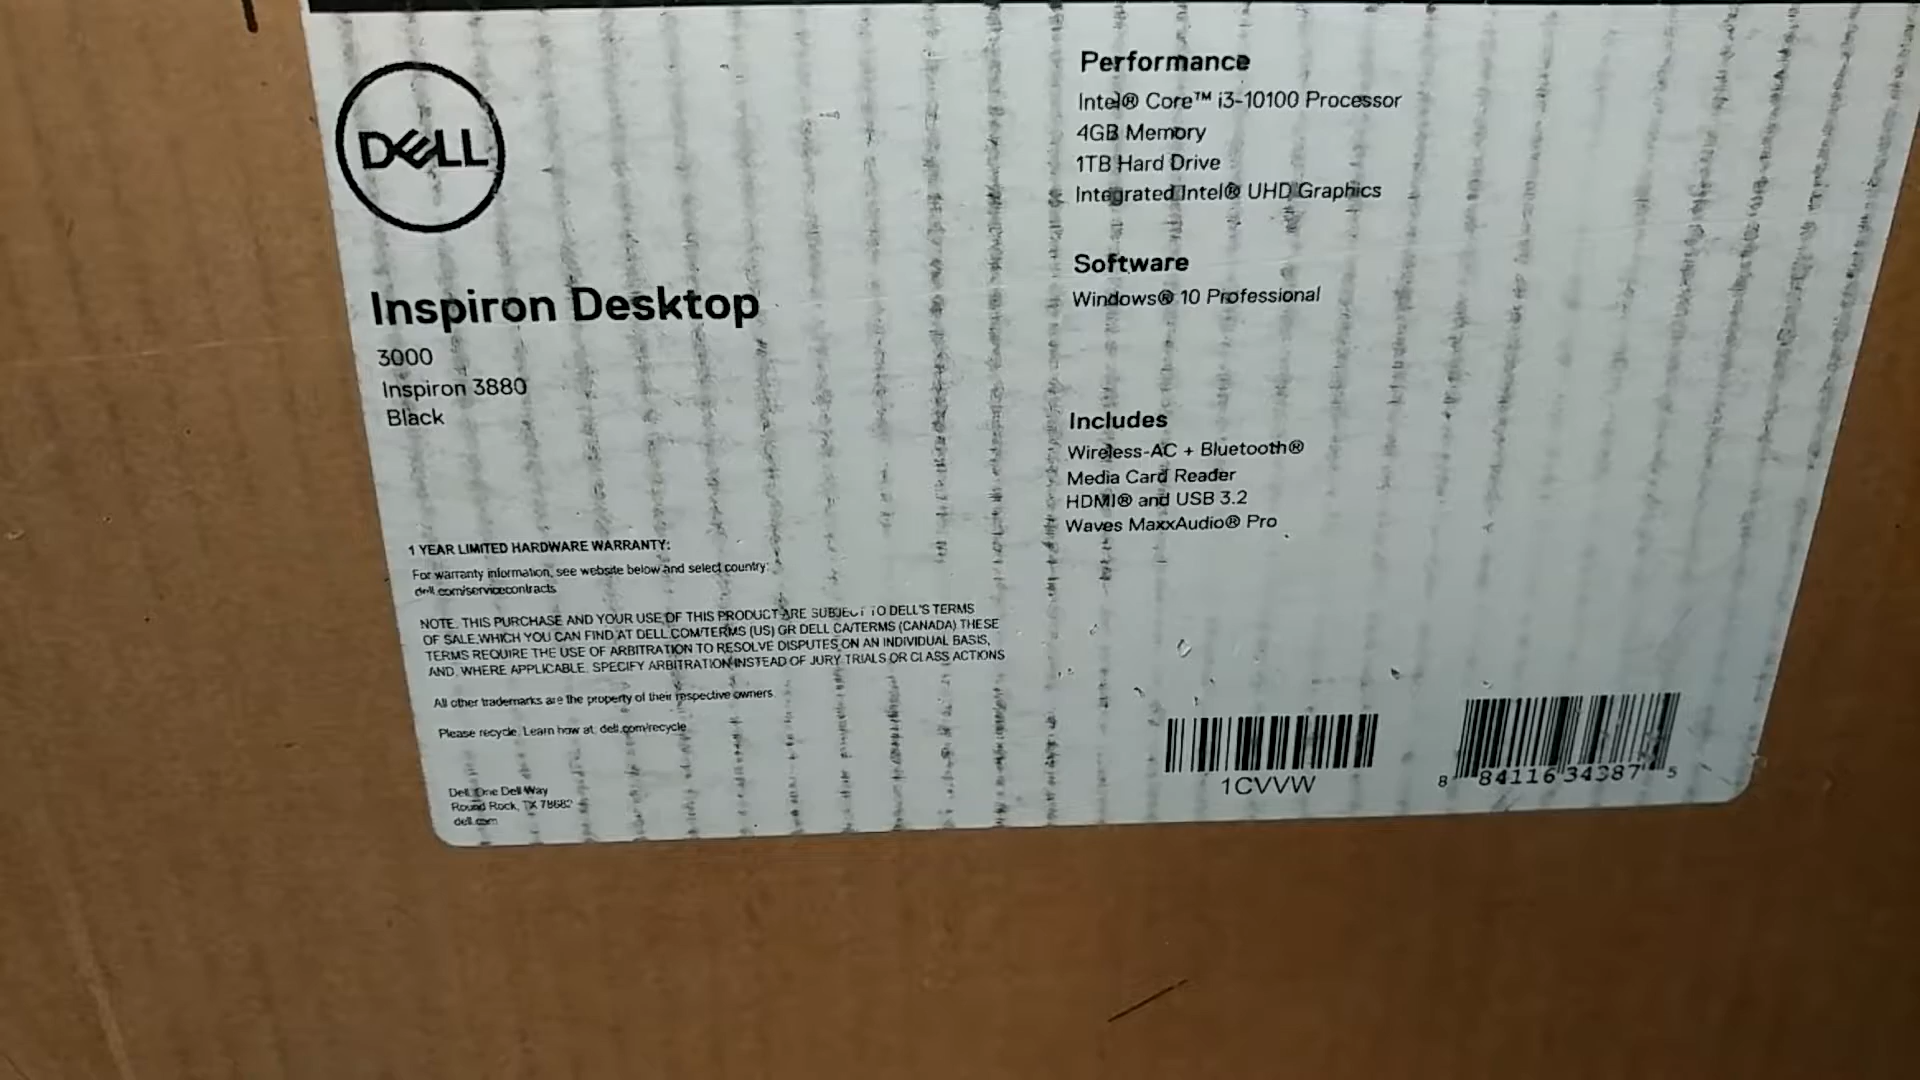 DELL
Inspiron Desktop
3000
Inspiron 3880
Black
1 YEAR LIMITED HARDWARE WARRANTY:
For warranty information, see website below and select country:
dell.com/servicecontracts
NOTE. THIS PURCHASE AND YOUR USE OF THIS PRODUCT ARE SUBJECT TO DELL'S TERMS
OF SALE, WHICH YOU CAN FIND AT DELL.COM/TERMS (US) OR DELL CA/TERMS (CANADA) THESE
TERMS REQUIRE THE USE OF ARBITRATION TO RESOLVE DISPUTES ON AN INDIVIDUAL BASIS,
AND, WHERE APPLICABLE, SPECIFY ARBITRATION INSTEAD OF JURY TRIALS OR CLASS ACTIONS
All other trademarks are the property of their respective owners.
Please recycle. Learn how at: dell.com/recycle
Dell One Dell Way
Round Rock, TX 78682
dell.com
Performance
Intel® Core™ i3-10100 Processor
4GB Memory
1TB Hard Drive
Integrated Intel® UHD Graphics
Software
Windows® 10 Professional
Includes
Wireless-AC + Bluetooth®
Media Card Reader
HDMI® and USB 3.2
Waves MaxxAudio® Pro
1CVVW
8 84116 34387 5